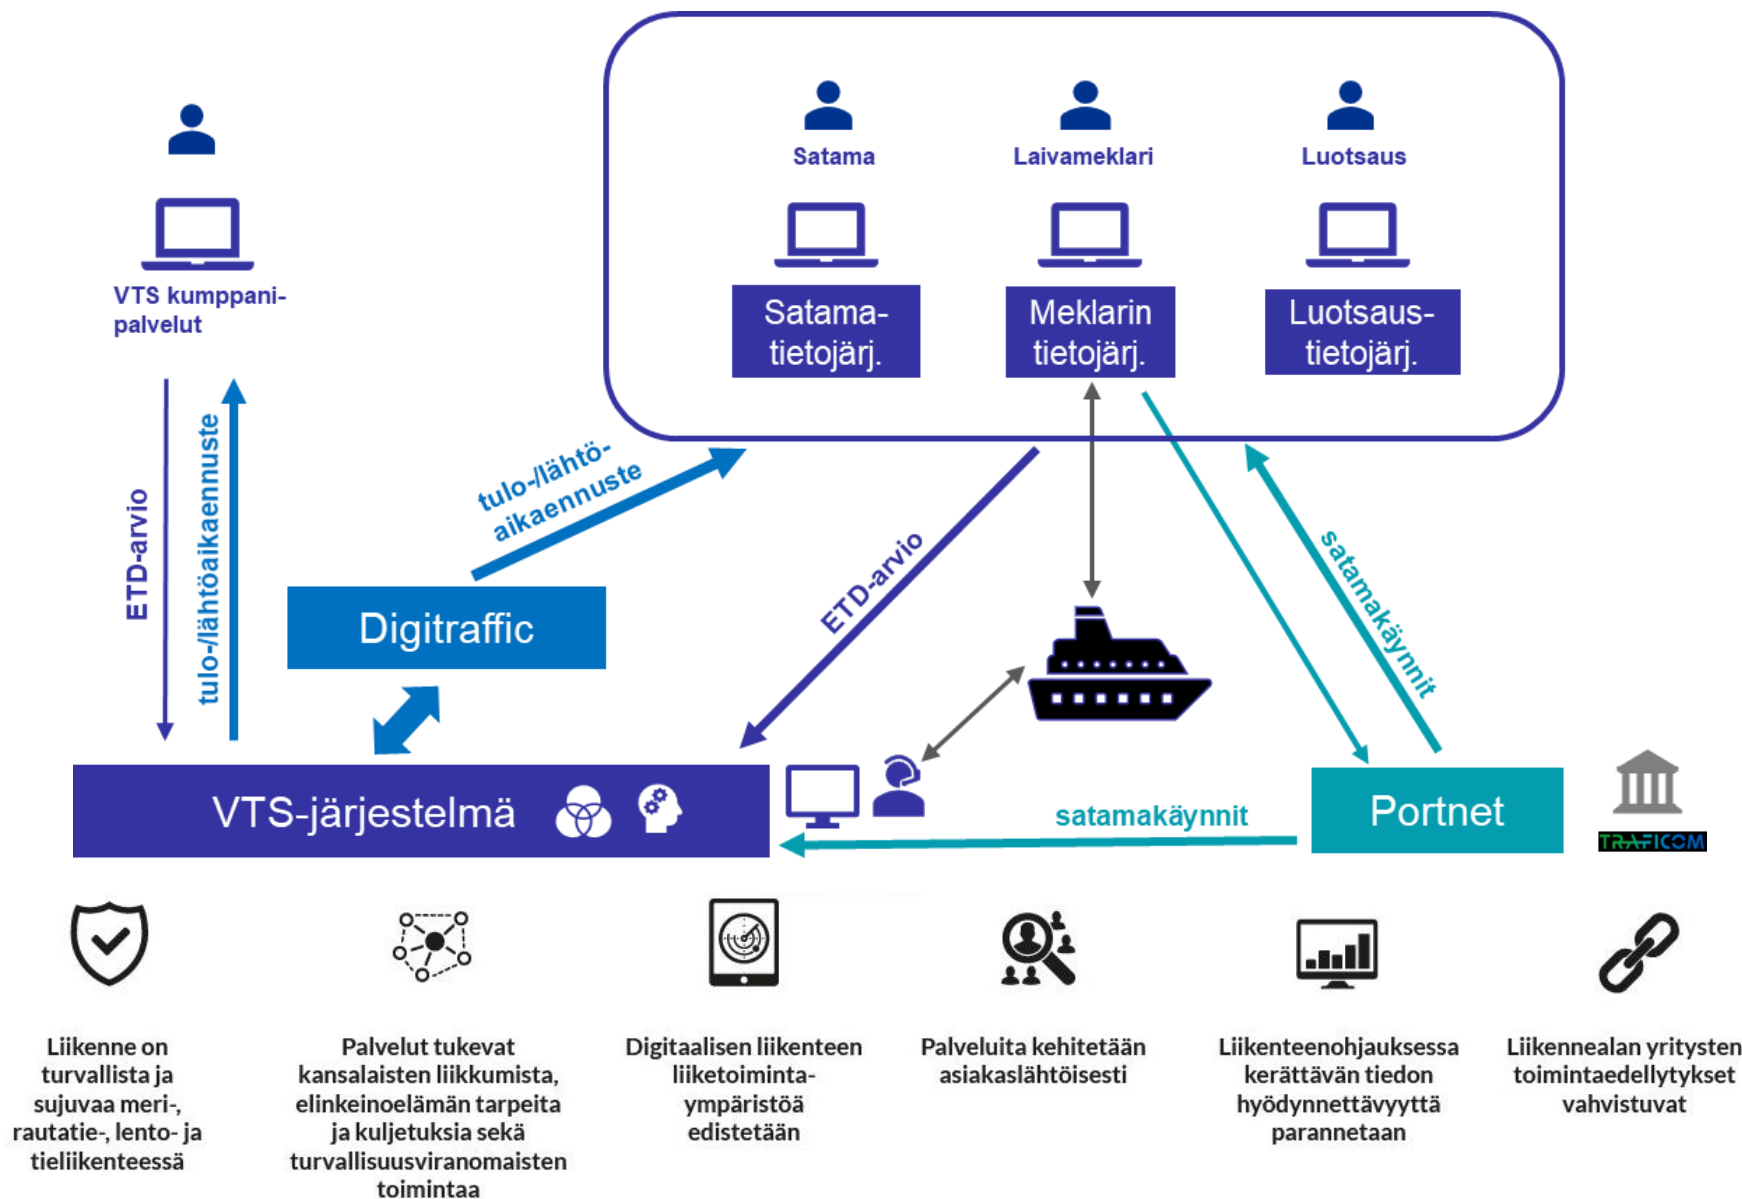 Satama
Laivameklari
Luotsaus
VTS kumppani-
palvelut
Satama-
tietojärj.
Meklarin
tietojärj.
Luotsaus-
tietojärj.
ETD-arvio
tulo-/lähtöaikaennuste
tulo-/lähtö-
aikaennuste
ETD-arvio
satamakäynnit
Digitraffic
VTS-järjestelmä
satamakäynnit
Portnet
TRAFICOM
Liikenne on
turvallista ja
sujuvaa meri-,
rautatie-, lento- ja
tieliikenteessä
Palvelut tukevat
kansalaisten liikkumista,
elinkeinoelämän tarpeita
ja kuljetuksia sekä
turvallisuusviranomaisten
toimintaa
Digitaalisen liikenteen
liiketoiminta-
ympäristöä
edistetään
Palveluita kehitetään
asiakaslähtöisesti
Liikenteenohjauksessa
kerättävän tiedon
hyödynnettävyyttä
parannetaan
Liikennealan yritysten
toimintaedellytykset
vahvistuvat